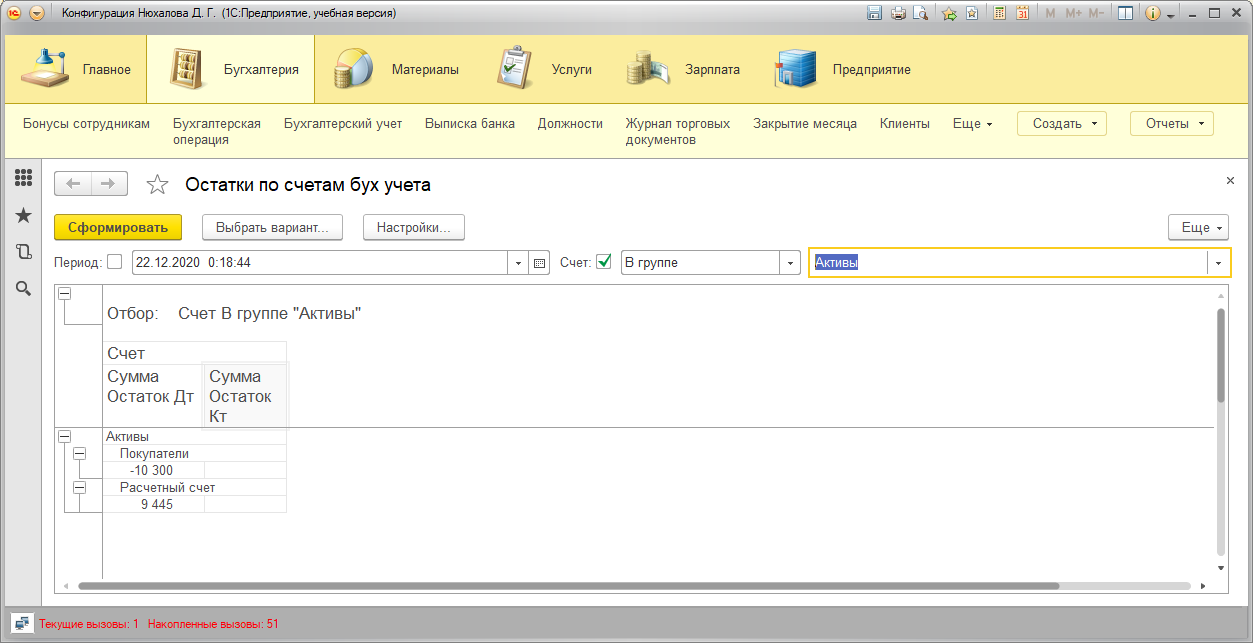 Конфигурация Нюхалова Д. Г. (1С:Предприятие, учебная версия)
M M+ M-
Главное Бугхалтерия Материалы Услуги Зарплата Предприятие
Бонусы сотрудникам Бухгалтерская операция Бухгалтерский учет Выписка банка Должности Журнал торговых документов Закрытие месяца Клиенты Еще Создать Отчеты
Остатки по счетам бух учета
Сформировать Выбрать вариант... Настройки... Еще
Период: 22.12.2020 0:18:44 Счет: В группе Активы
Отбор: Счет В группе "Активы"
Счет
Сумма Остаток Дт Сумма Остаток Кт
Активы
Покупатели
-10 300
Расчетный счет
9 445
Текущие вызовы: 1 Накопленные вызовы: 51